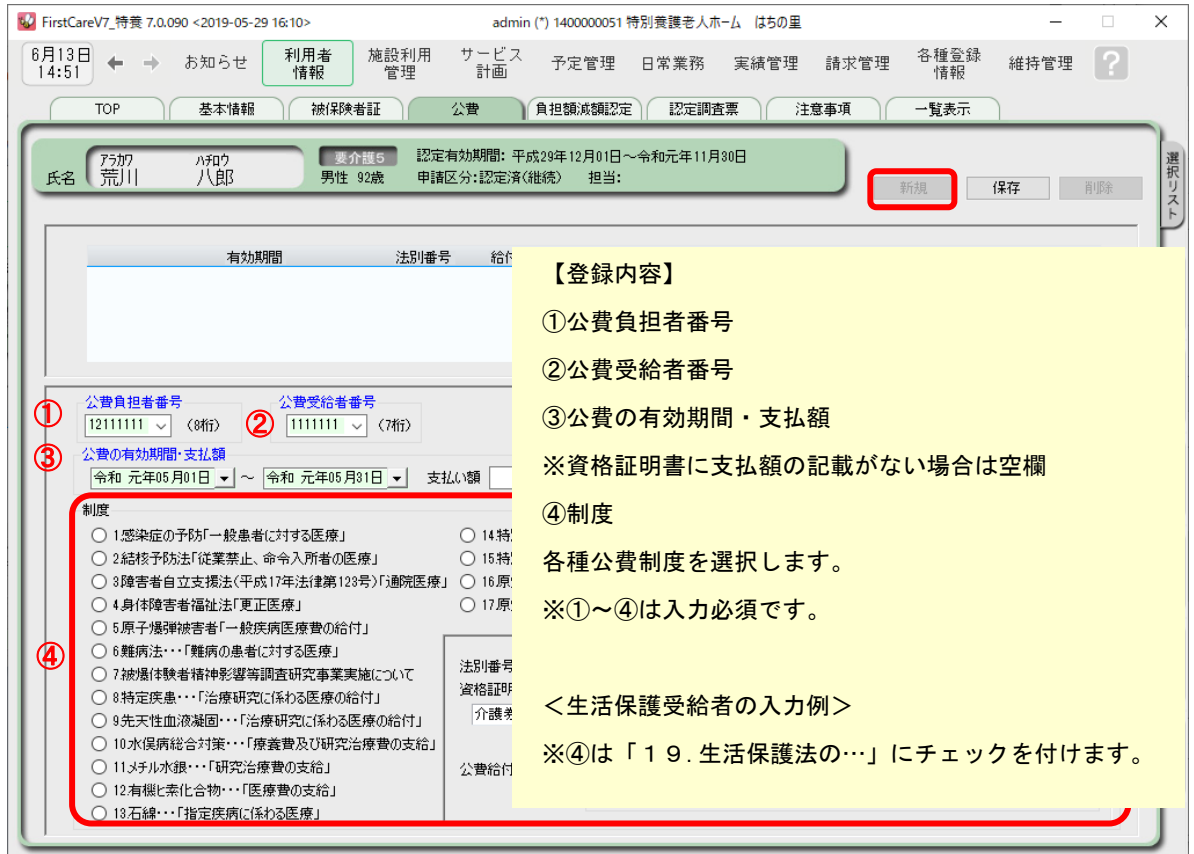 FirstCareV7_特養 7.0.090 <2019-05-29 16:10> admin (*) 1400000051 特別養護老人ホーム はちの里
6月13日 14:51 お知らせ 利用者情報 施設利用管理 サービス計画 予定管理 日常業務 実績管理 請求管理 各種登録情報 維持管理 ?
TOP 基本情報 被保険者証 公費 負担額減額認定 認定調査票 注意事項 一覧表示
アラカワ ハチロウ 要介護5 認定有効期間: 平成29年12月01日～令和元年11月30日
氏名 荒川 八郎 男性 92歳 申請区分:認定済(継続) 担当:
新規 保存 削除
選択リスト
有効期間 法別番号 給付
【登録内容】
①公費負担者番号
②公費受給者番号
③公費の有効期間・支払額
※資格証明書に支払額の記載がない場合は空欄
④制度
各種公費制度を選択します。
※①～④は入力必須です。
＜生活保護受給者の入力例＞
※④は「１９.生活保護法の…」にチェックを付けます。
① 公費負担者番号 12111111 (8桁)
② 公費受給者番号 1111111 (7桁)
③ 公費の有効期間・支払額
令和 元年05月01日 ～ 令和 元年05月31日 支払い額
④ 制度
1.感染症の予防「一般患者に対する医療」
2.結核予防法「従業禁止、命令入所者の医療」
3.障害者自立支援法(平成17年法律第123号)「通院医療」
4.身体障害者福祉法「更正医療」
5.原子爆弾被害者「一般疾病医療費の給付」
6.難病法・・・「難病の患者に対する医療」
7.被爆体験者精神影響等調査研究事業実施について
8.特定疾患・・・「治療研究に係わる医療の給付」
9.先天性血液凝固・・・「治療研究に係わる医療の給付」
10.水俣病総合対策・・・「療養費及び研究治療費の支給」
11.メチル水銀・・・「研究治療費の支給」
12.有機ヒ素化合物・・・「医療費の支給」
13.石綿・・・「指定疾病に係わる医療」
14.特
15.特
16.原
17.原
法別番号
資格証明
介護券
公費給付